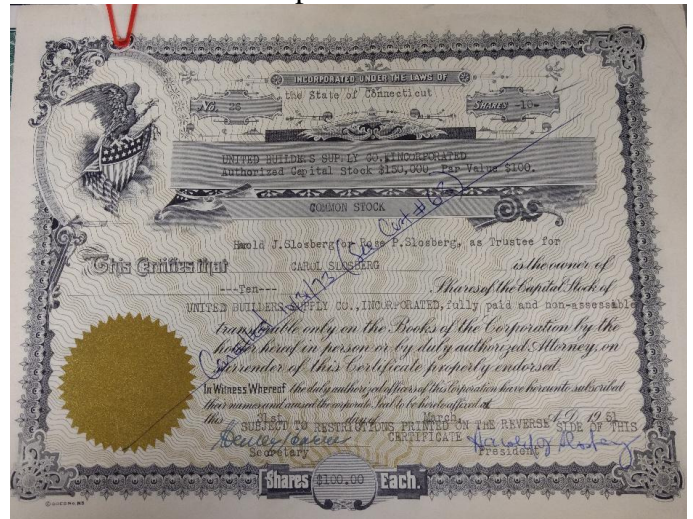 INCORPORATED UNDER THE LAWS OF
the State of Connecticut
No. 26
SHARES -10-
UNITED BUILDERS SUPPLY CO., INCORPORATED
Authorized Capital Stock $150,000, Par Value $100.
COMMON STOCK
Harold J. Slosberg or Rose P. Slosberg, as Trustee for
This Certifies that CAROL SLOSBERG is the owner of
---Ten--- Shares of the Capital Stock of
UNITED BUILDERS SUPPLY CO., INCORPORATED, fully paid and non-assessable
transferable only on the Books of the Corporation by the
holder hereof in person or by duly authorized Attorney, on
surrender of this Certificate properly endorsed.
In Witness Whereof the duly authorized officers of this Corporation have hereunto subscribed
their names and caused the corporate Seal to be hereto affixed at
this 31st day of March A.D. 1961
SUBJECT TO RESTRICTIONS PRINTED ON THE REVERSE SIDE OF THIS
CERTIFICATE
Harold J Slosberg
Secretary
President
Shares $100.00 Each.
Cert #